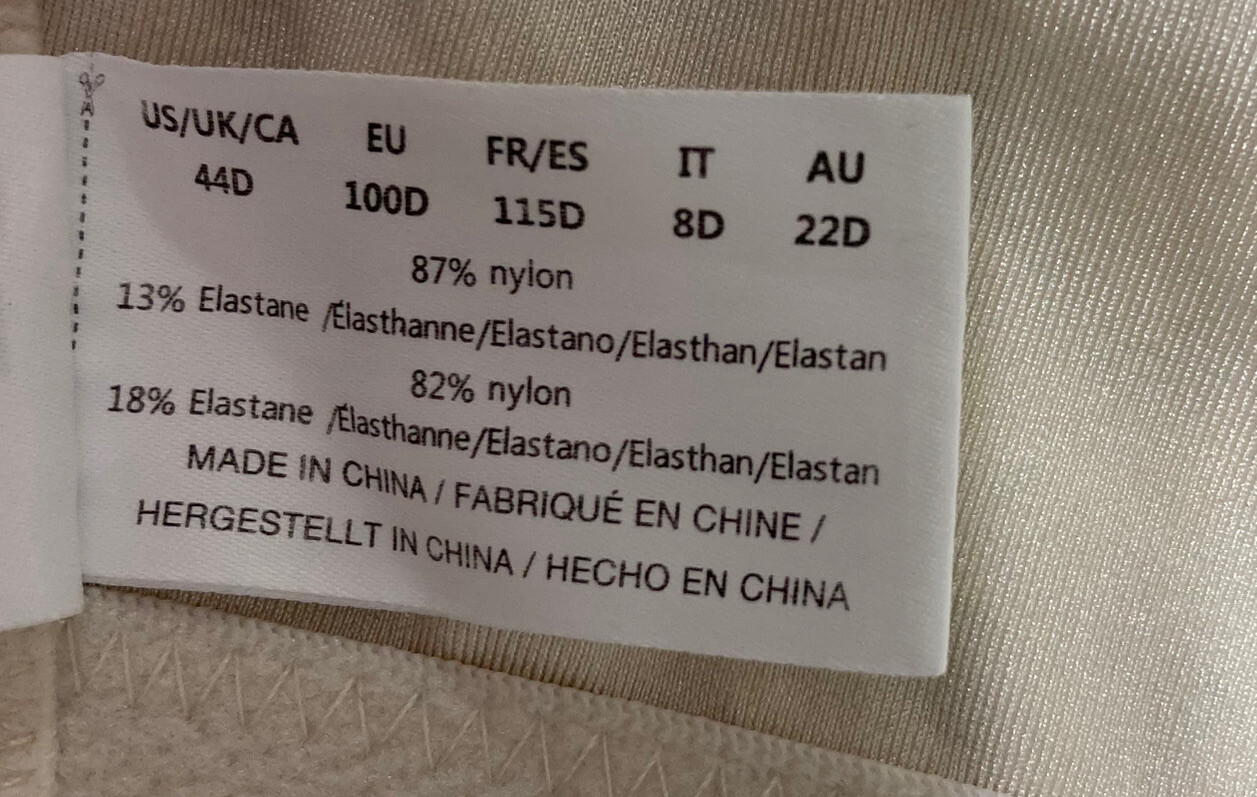 US/UK/CA EU FR/ES IT AU
44D 100D 115D 8D 22D
87% nylon
13% Elastane /Élasthanne/Elastano/Elasthan/Elastan
82% nylon
18% Elastane /Élasthanne/Elastano/Elasthan/Elastan
MADE IN CHINA / FABRIQUÉ EN CHINE /
HERGESTELLT IN CHINA / HECHO EN CHINA